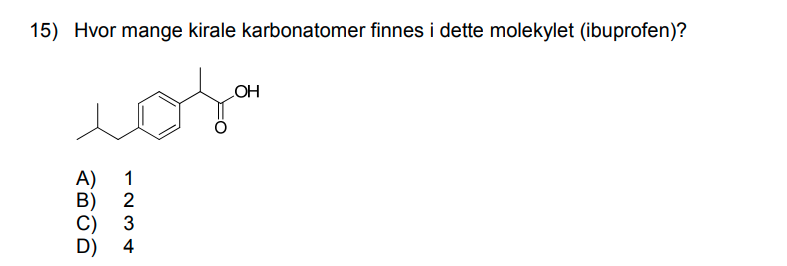 15) Hvor mange kirale karbonatomer finnes i dette molekylet (ibuprofen)?
OH
O
A) 1
B) 2
C) 3
D) 4